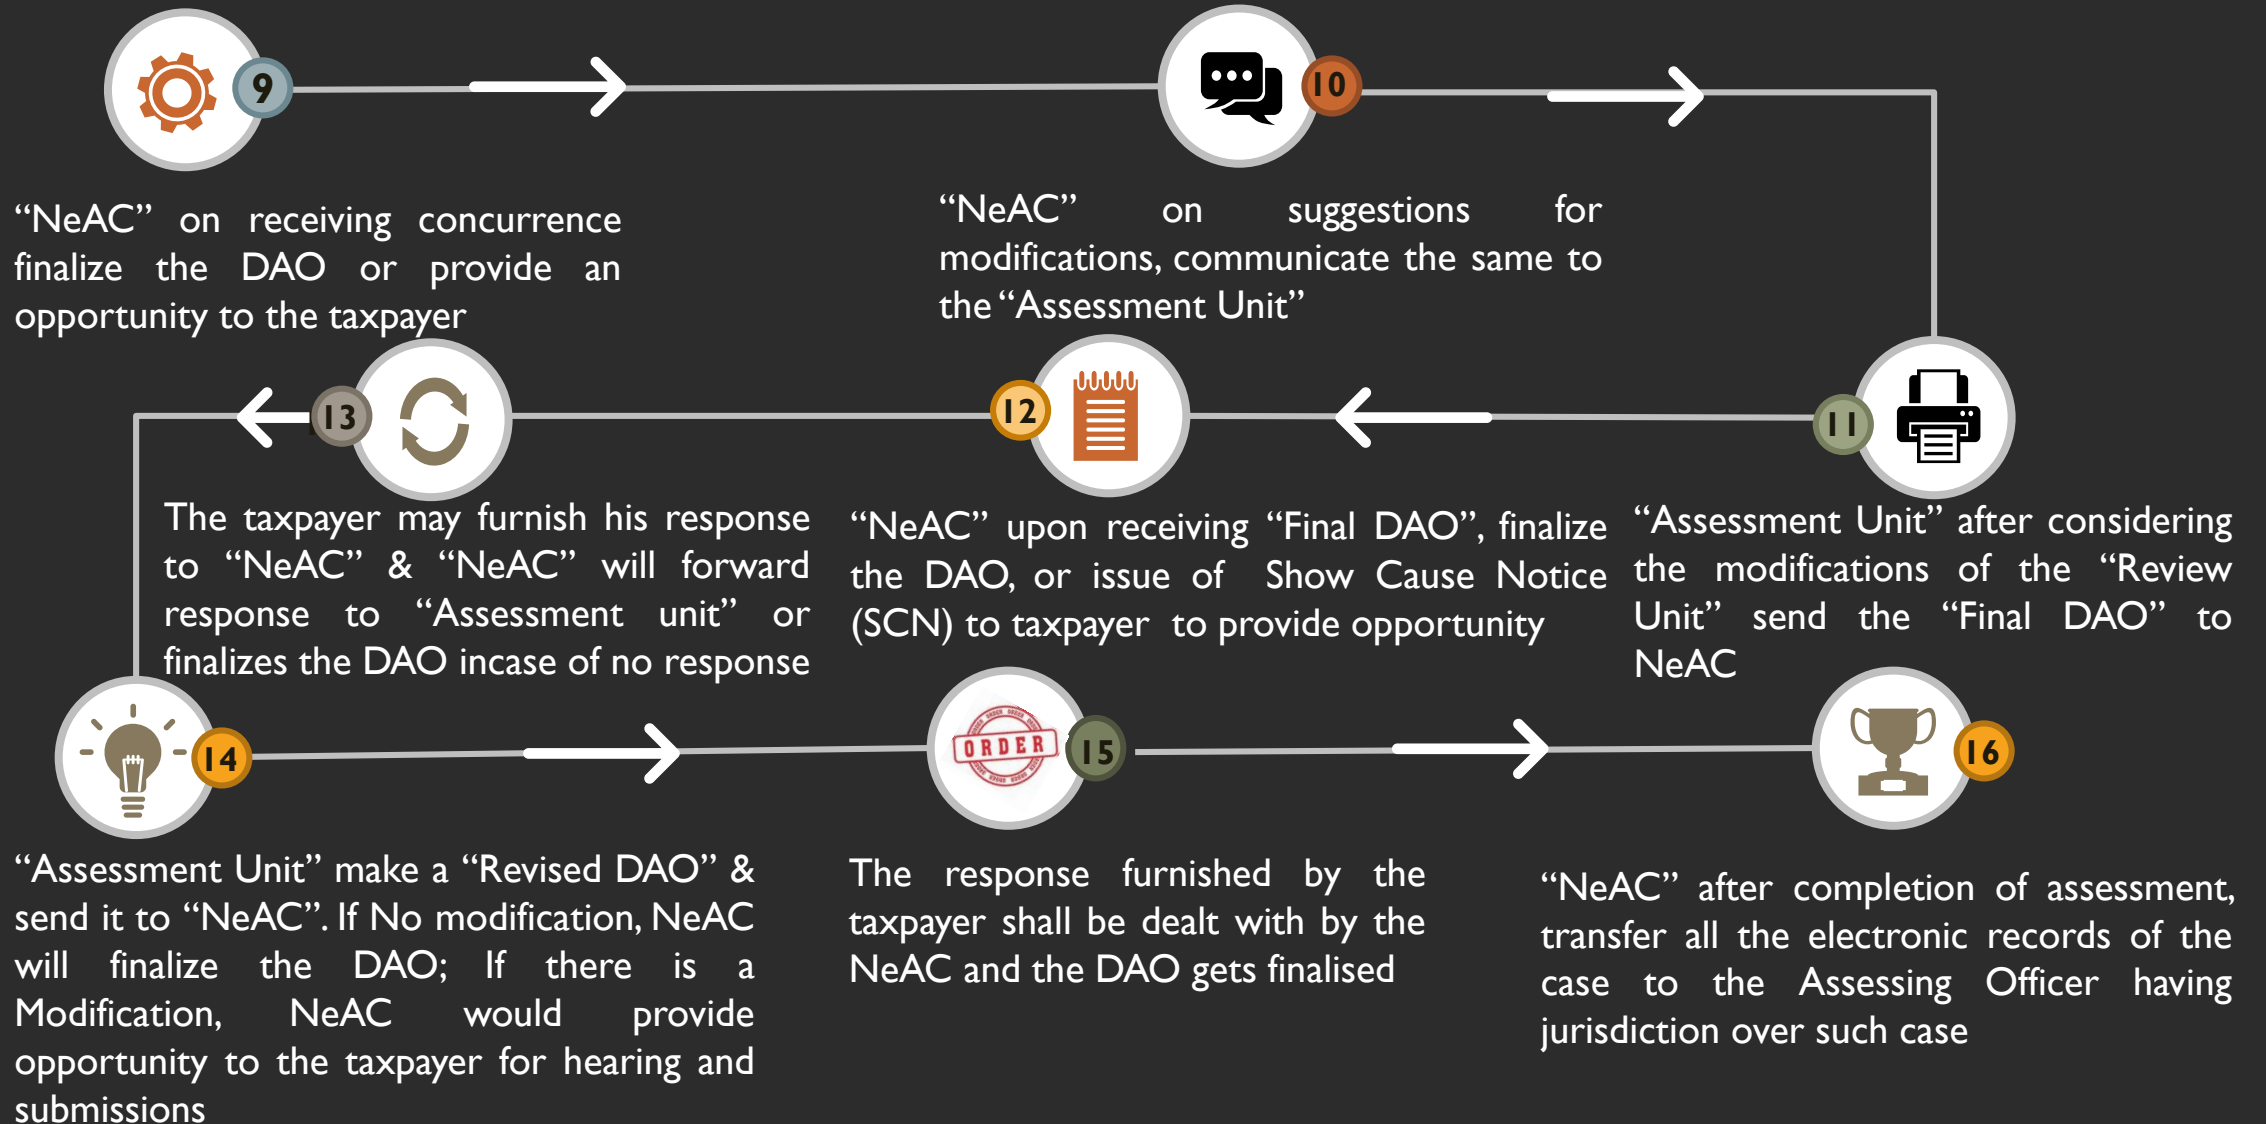 9
10
“NeAC” on receiving concurrence
finalize the DAO or provide an
opportunity to the taxpayer
“NeAC” on suggestions for
modifications, communicate the same to
the “Assessment Unit”
13
12
11
The taxpayer may furnish his response
to “NeAC” & “NeAC” will forward
response to “Assessment unit” or
finalizes the DAO incase of no response
“NeAC” upon receiving “Final DAO”, finalize
the DAO, or issue of Show Cause Notice
(SCN) to taxpayer to provide opportunity
“Assessment Unit” after considering
the modifications of the “Review
Unit” send the “Final DAO” to
NeAC
14
ORDER
15
16
“Assessment Unit” make a “Revised DAO” &
send it to “NeAC”. If No modification, NeAC
will finalize the DAO; If there is a
Modification, NeAC would provide
opportunity to the taxpayer for hearing and
submissions
The response furnished by the
taxpayer shall be dealt with by the
NeAC and the DAO gets finalised
“NeAC” after completion of assessment,
transfer all the electronic records of the
case to the Assessing Officer having
jurisdiction over such case